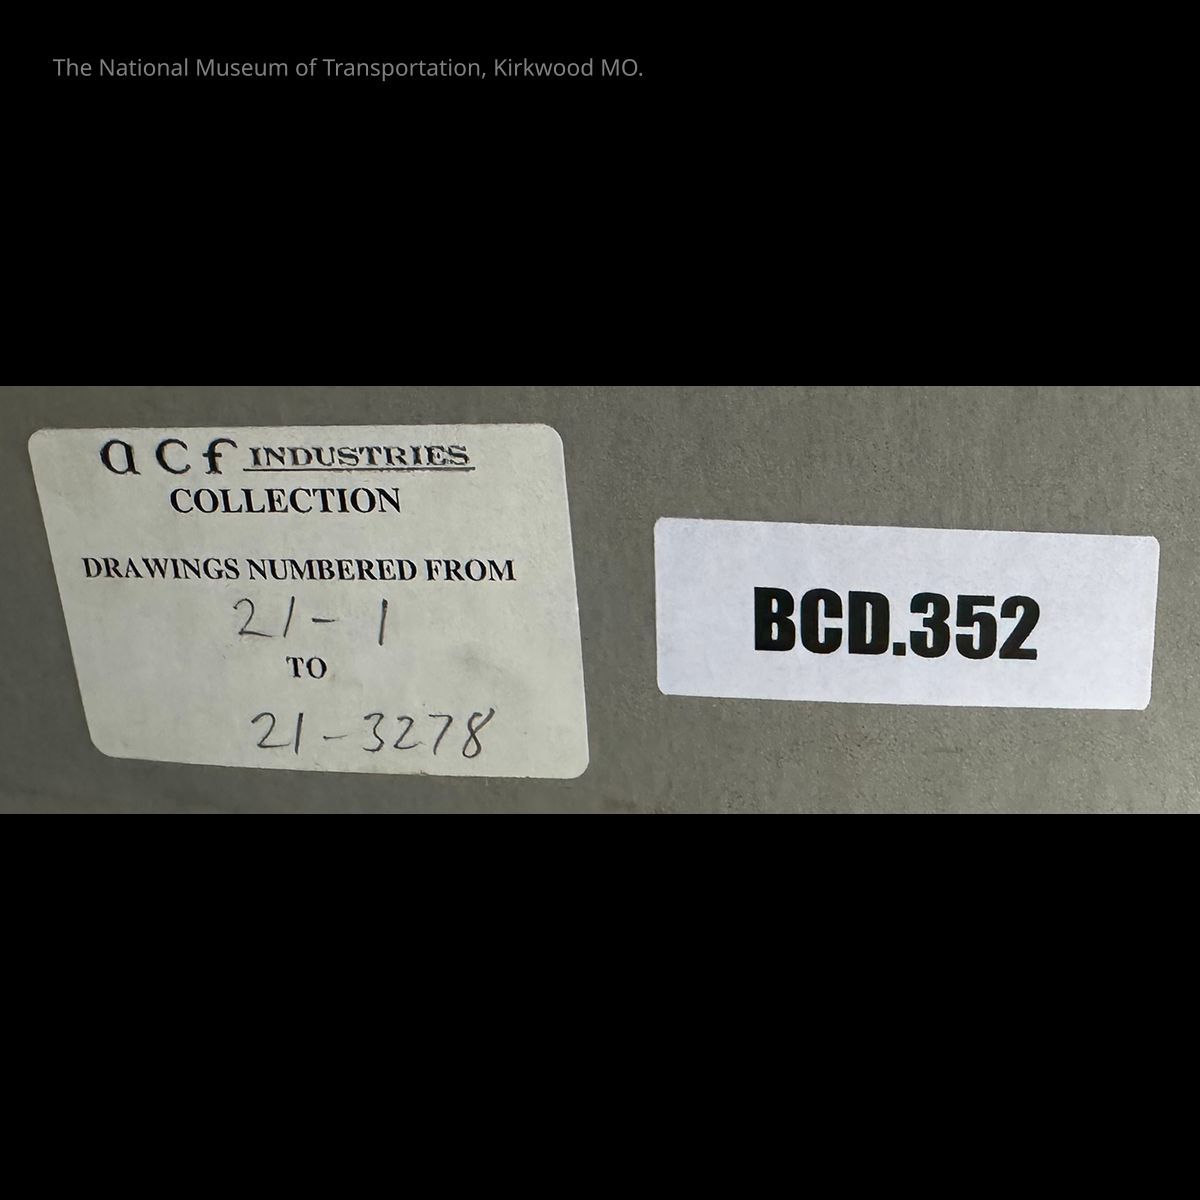 The National Museum of Transportation, Kirkwood MO.
acf INDUSTRIES
COLLECTION
DRAWINGS NUMBERED FROM
21-1
TO
21-3278
BCD.352